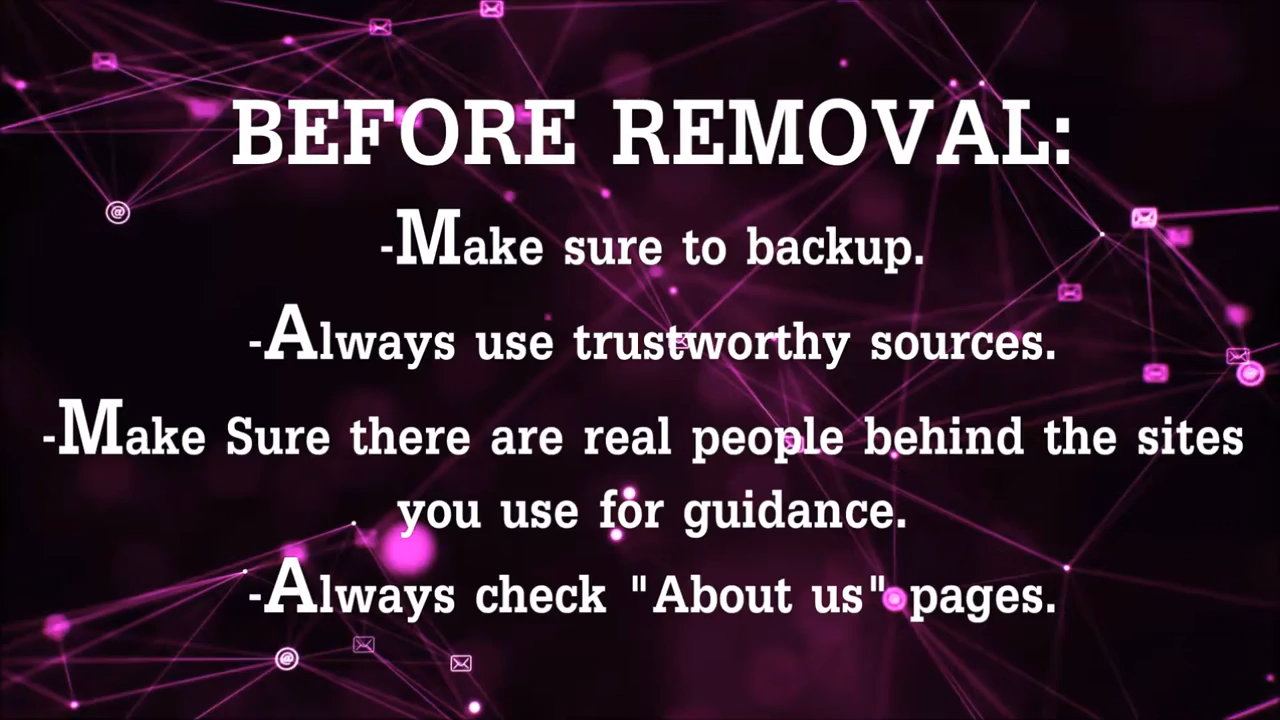 BEFORE REMOVAL:
-Make sure to backup.
-Always use trustworthy sources.
-Make Sure there are real people behind the sites
you use for guidance.
-Always check "About us" pages.